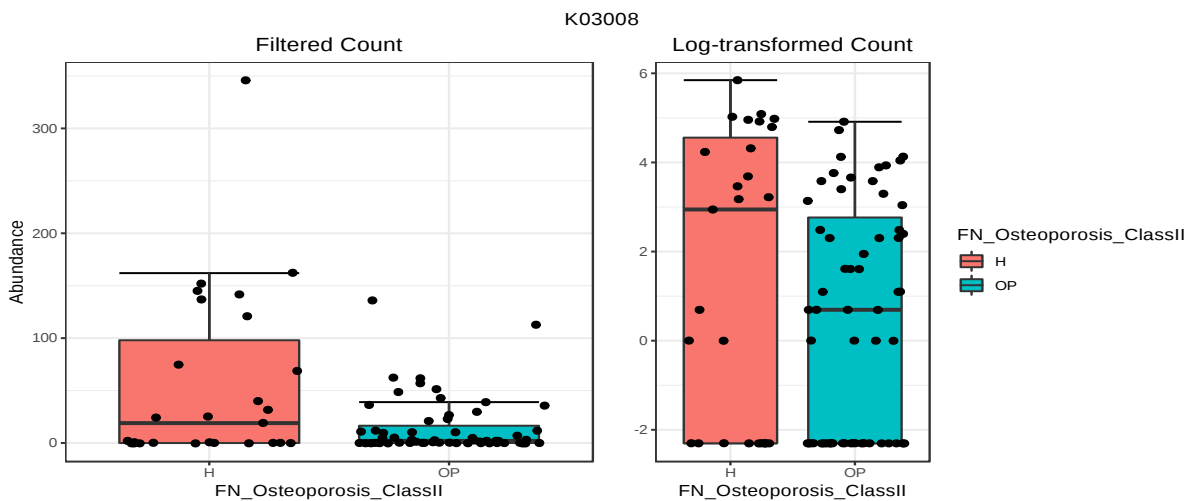 K03008
Filtered Count
Log-transformed Count
Abundance
300
200
100
0
6
4
2
0
-2
H
OP
H
OP
FN_Osteoporosis_ClassII
FN_Osteoporosis_ClassII
FN_Osteoporosis_ClassII
H
OP